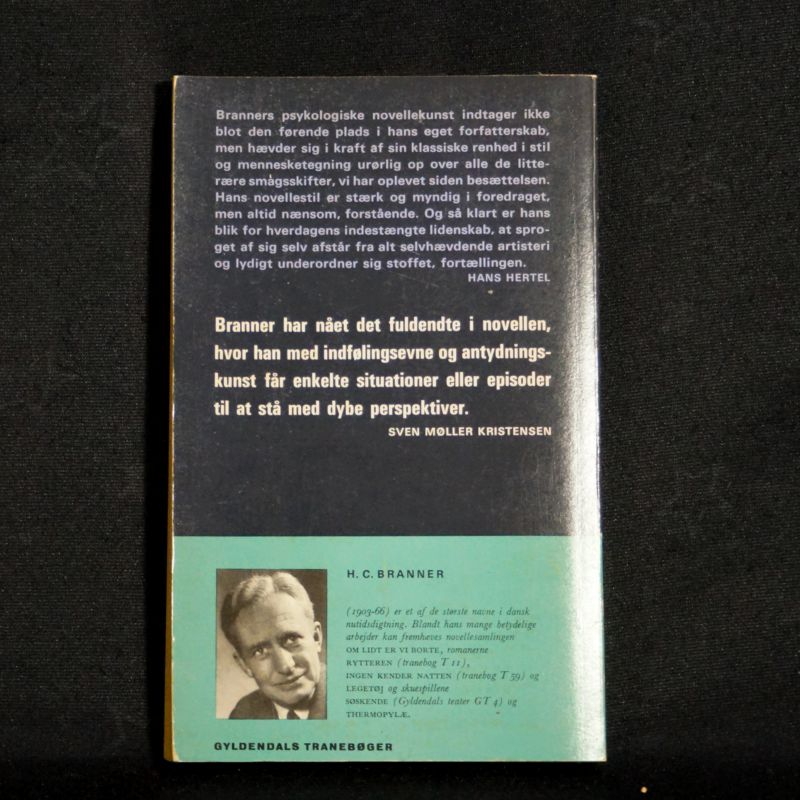 Branners psykologiske novellekunst indtager ikke
blot den førende plads i hans eget forfatterskab,
men hævder sig i kraft af sin klassiske renhed i stil
og mennesketegning urørlig op over alle de litte-
rære smagsskifter, vi har oplevet siden besættelsen.
Hans novellestil er stærk og myndig i foredraget,
men altid nænsom, forstående. Og så klart er hans
blik for hverdagens indestængte lidenskab, at spro-
get af sig selv afstår fra alt selvhævdende artisteri
og lydigt underordner sig stoffet, fortællingen.
HANS HERTEL
Branner har nået det fuldendte i novellen,
hvor han med indfølingsevne og antydnings-
kunst får enkelte situationer eller episoder
til at stå med dybe perspektiver.
SVEN MØLLER KRISTENSEN
H. C. BRANNER
(1903-66) er et af de største navne i dansk
nutidsdigtning. Blandt hans mange betydelige
arbejder kan fremhæves novellesamlingen
OM LIDT ER VI BORTE, romanerne
RYTTEREN (tranebog T 11),
INGEN KENDER NATTEN (tranebog T 59) og
LEGETØJ og skuespillene
SØSKENDE (Gyldendals teater GT 4) og
THERMOPYLÆ.
GYLDENDALS TRANEBØGER